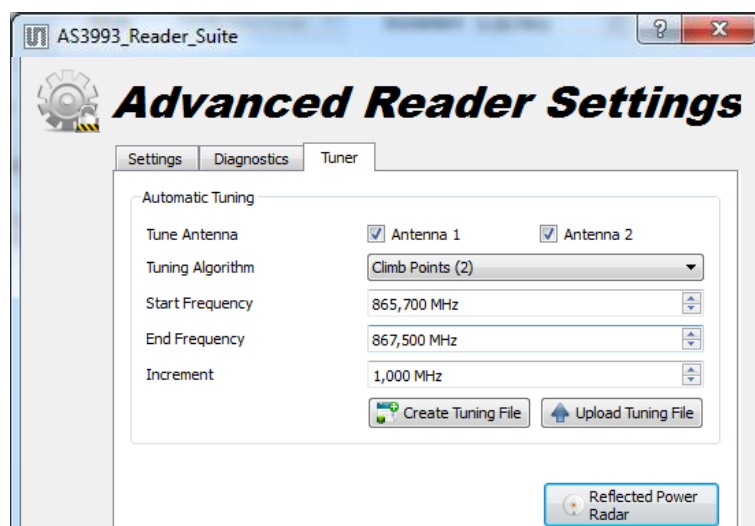 AS3993_Reader_Suite
Advanced Reader Settings
Settings Diagnostics Tuner
Automatic Tuning
Tune Antenna Antenna 1 Antenna 2
Tuning Algorithm Climb Points (2)
Start Frequency 865,700 MHz
End Frequency 867,500 MHz
Increment 1,000 MHz
Create Tuning File Upload Tuning File
Reflected Power
Radar